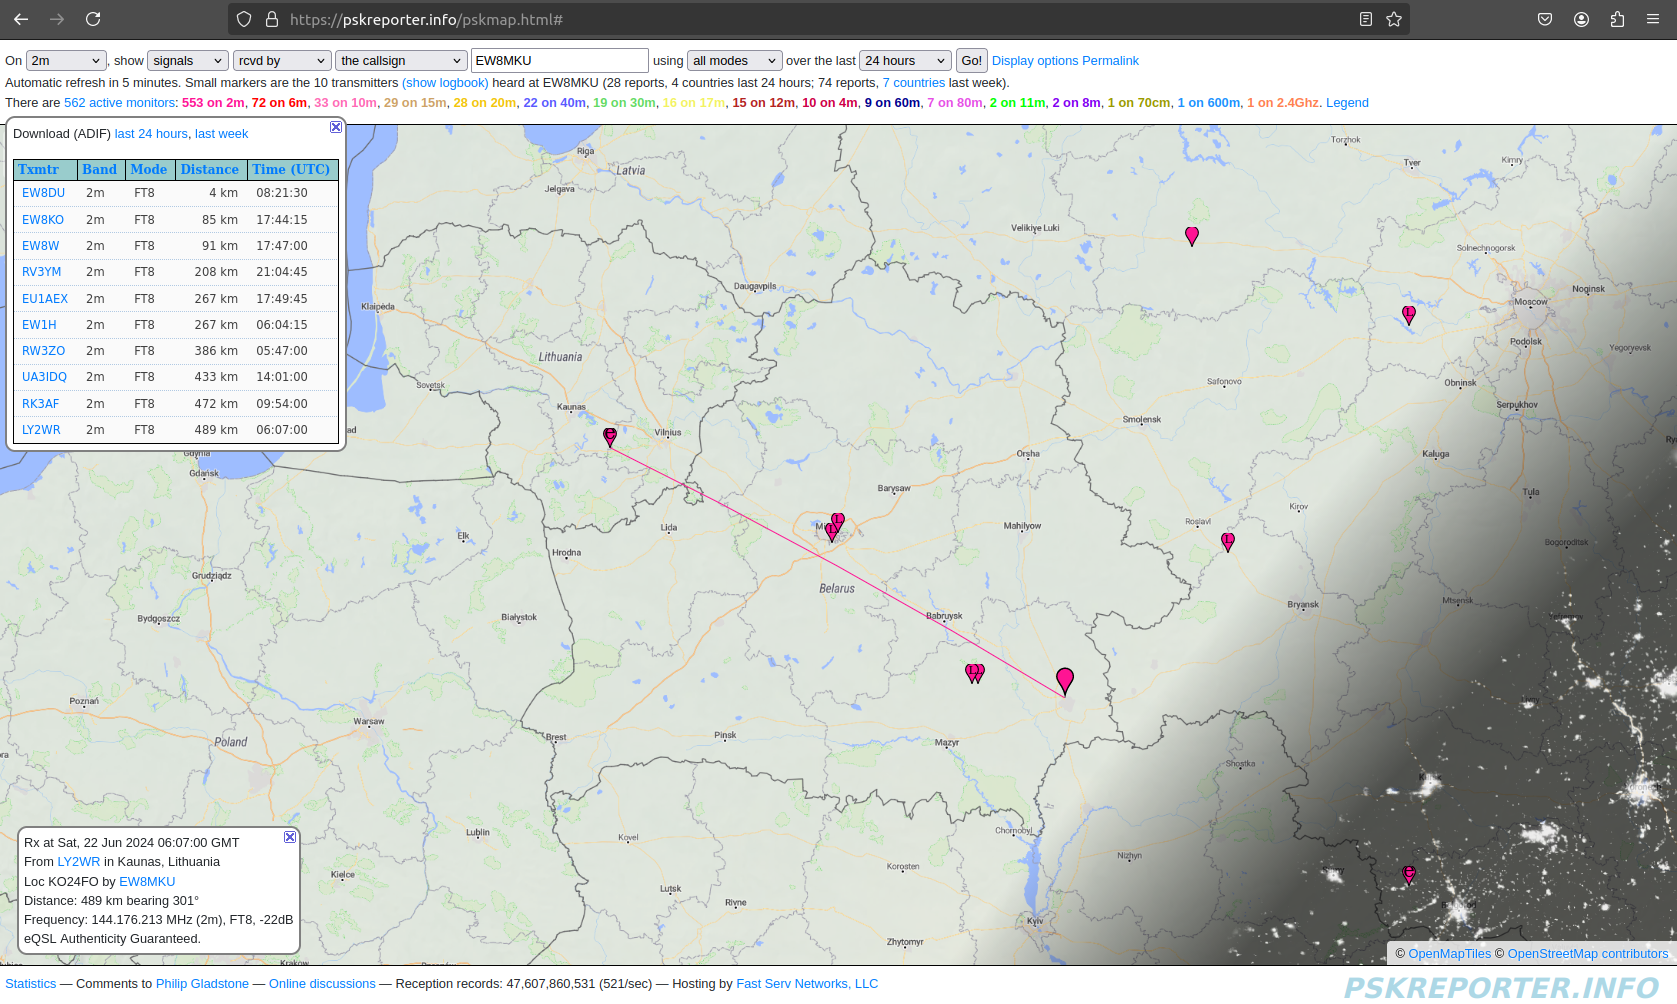 https://pskreporter.info/pskmap.html#
On 2m, show signals rcvd by the callsign EW8MKU using all modes over the last 24 hours Go! Display options Permalink
Automatic refresh in 5 minutes. Small markers are the 10 transmitters (show logbook) heard at EW8MKU (28 reports, 4 countries last 24 hours; 74 reports, 7 countries last week).
There are 562 active monitors: 553 on 2m, 72 on 6m, 33 on 10m, 29 on 15m, 28 on 20m, 22 on 40m, 19 on 30m, 16 on 17m, 15 on 12m, 10 on 4m, 9 on 60m, 7 on 80m, 2 on 11m, 2 on 8m, 1 on 70cm, 1 on 600m, 1 on 2.4Ghz. Legend
Download (ADIF) last 24 hours, last week
Txmtr Band Mode Distance Time (UTC)
EW8DU 2m FT8 4 km 08:21:30
EW8KO 2m FT8 85 km 17:44:15
EW8W 2m FT8 91 km 17:47:00
RV3YM 2m FT8 208 km 21:04:45
EU1AEX 2m FT8 267 km 17:49:45
EW1H 2m FT8 267 km 06:04:15
RW3ZO 2m FT8 386 km 05:47:00
UA3IDQ 2m FT8 433 km 14:01:00
RK3AF 2m FT8 472 km 09:54:00
LY2WR 2m FT8 489 km 06:07:00
Torzhok
Riga
Tver
Kimry
Latvia
Jelgava
Velikiye Luki
Solnechnogorsk
Daugavpils
Noginsk
Moscow
Klaipėda
Podolsk
Yegoryevsk
Lithuania
Sovetsk
Safonovo
Obninsk
Kaunas
Serpukhov
Smolensk
ad
Vilnius
Gdynia
Orsha
Kaluga
Gdańsk
Barysaw
Tula
Kirov
Lida
Mahilyow
Roslavl
Elk
Hrodna
Bogoroditsk
Grudziądz
Belarus
Mtsensk
Bryansk
Bydgoszcz
Białystok
Babruysk
Poznań
Warsaw
Poland
Brest
Pinsk
Mazyr
Shostka
Lublin
Kovel
Chornobyl
Nizhyn
Korosten
Kielce
Lutsk
Rivne
Kyiv
Zhytomyr
Krakow
Rx at Sat, 22 Jun 2024 06:07:00 GMT
From LY2WR in Kaunas, Lithuania
Loc KO24FO by EW8MKU
Distance: 489 km bearing 301°
Frequency: 144.176.213 MHz (2m), FT8, -22dB
eQSL Authenticity Guaranteed.
© OpenMapTiles © OpenStreetMap contributors
Statistics — Comments to Philip Gladstone — Online discussions — Reception records: 47,607,860,531 (521/sec) — Hosting by Fast Serv Networks, LLC
PSKREPORTER.INFO